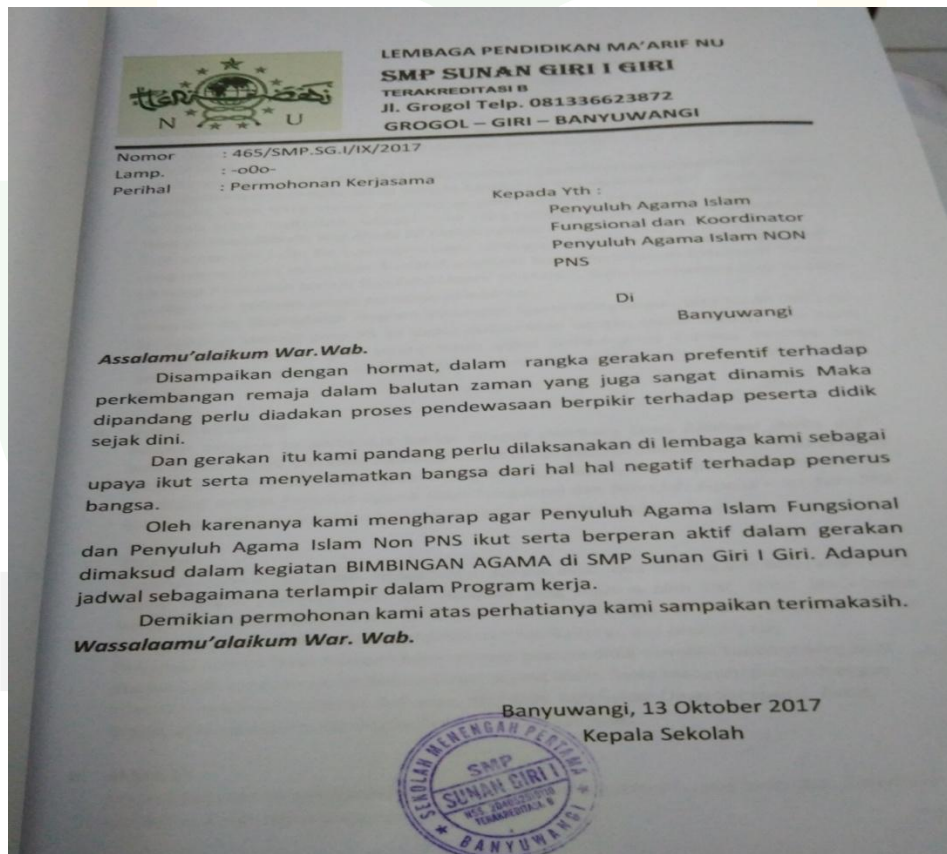 LEMBAGA PENDIDIKAN MA'ARIF NU
SMP SUNAN GIRI I GIRI
TERAKREDITASI B
Jl. Grogol Telp. 081336623872
GROGOL – GIRI – BANYUWANGI
N U
Nomor : 465/SMP.SG.I/IX/2017
Lamp. : -o0o-
Perihal : Permohonan Kerjasama
Kepada Yth :
Penyuluh Agama Islam
Fungsional dan Koordinator
Penyuluh Agama Islam NON
PNS
Di
Banyuwangi
Assalamu'alaikum War.Wab.
Disampaikan dengan hormat, dalam rangka gerakan prefentif terhadap
perkembangan remaja dalam balutan zaman yang juga sangat dinamis Maka
dipandang perlu diadakan proses pendewasaan berpikir terhadap peserta didik
sejak dini.
Dan gerakan itu kami pandang perlu dilaksanakan di lembaga kami sebagai
upaya ikut serta menyelamatkan bangsa dari hal hal negatif terhadap penerus
bangsa.
Oleh karenanya kami mengharap agar Penyuluh Agama Islam Fungsional
dan Penyuluh Agama Islam Non PNS ikut serta berperan aktif dalam gerakan
dimaksud dalam kegiatan BIMBINGAN AGAMA di SMP Sunan Giri I Giri. Adapun
jadwal sebagaimana terlampir dalam Program kerja.
Demikian permohonan kami atas perhatianya kami sampaikan terimakasih.
Wassalaamu'alaikum War. Wab.
Banyuwangi, 13 Oktober 2017
Kepala Sekolah
SEKOLAH MENENGAH PERTAMA
SMP
SUNAN GIRI I
TERAKREDITASI B
BANYUWANGI